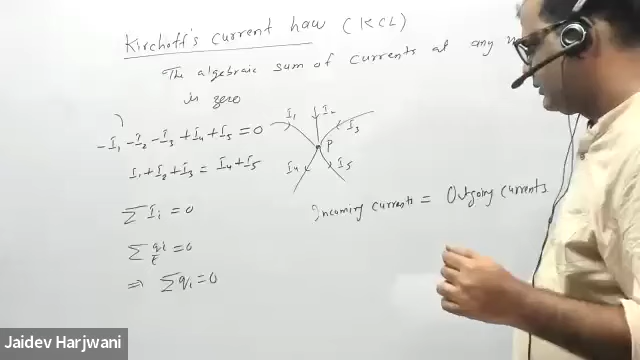 Kirchoff's Current Law (KCL)
The algebraic sum of currents at any
is zero
-I₁ -I₂ -I₃ +I₄ +I₅ = 0
I₁ + I₂ + I₃ = I₄ + I₅
ΣIᵢ = 0
Σ qᵢ/t = 0
⇒ Σqᵢ = 0
I₁ I₂ I₃
P
I₄ I₅
Incoming currents = Outgoing currents
Jaidev Harjwani